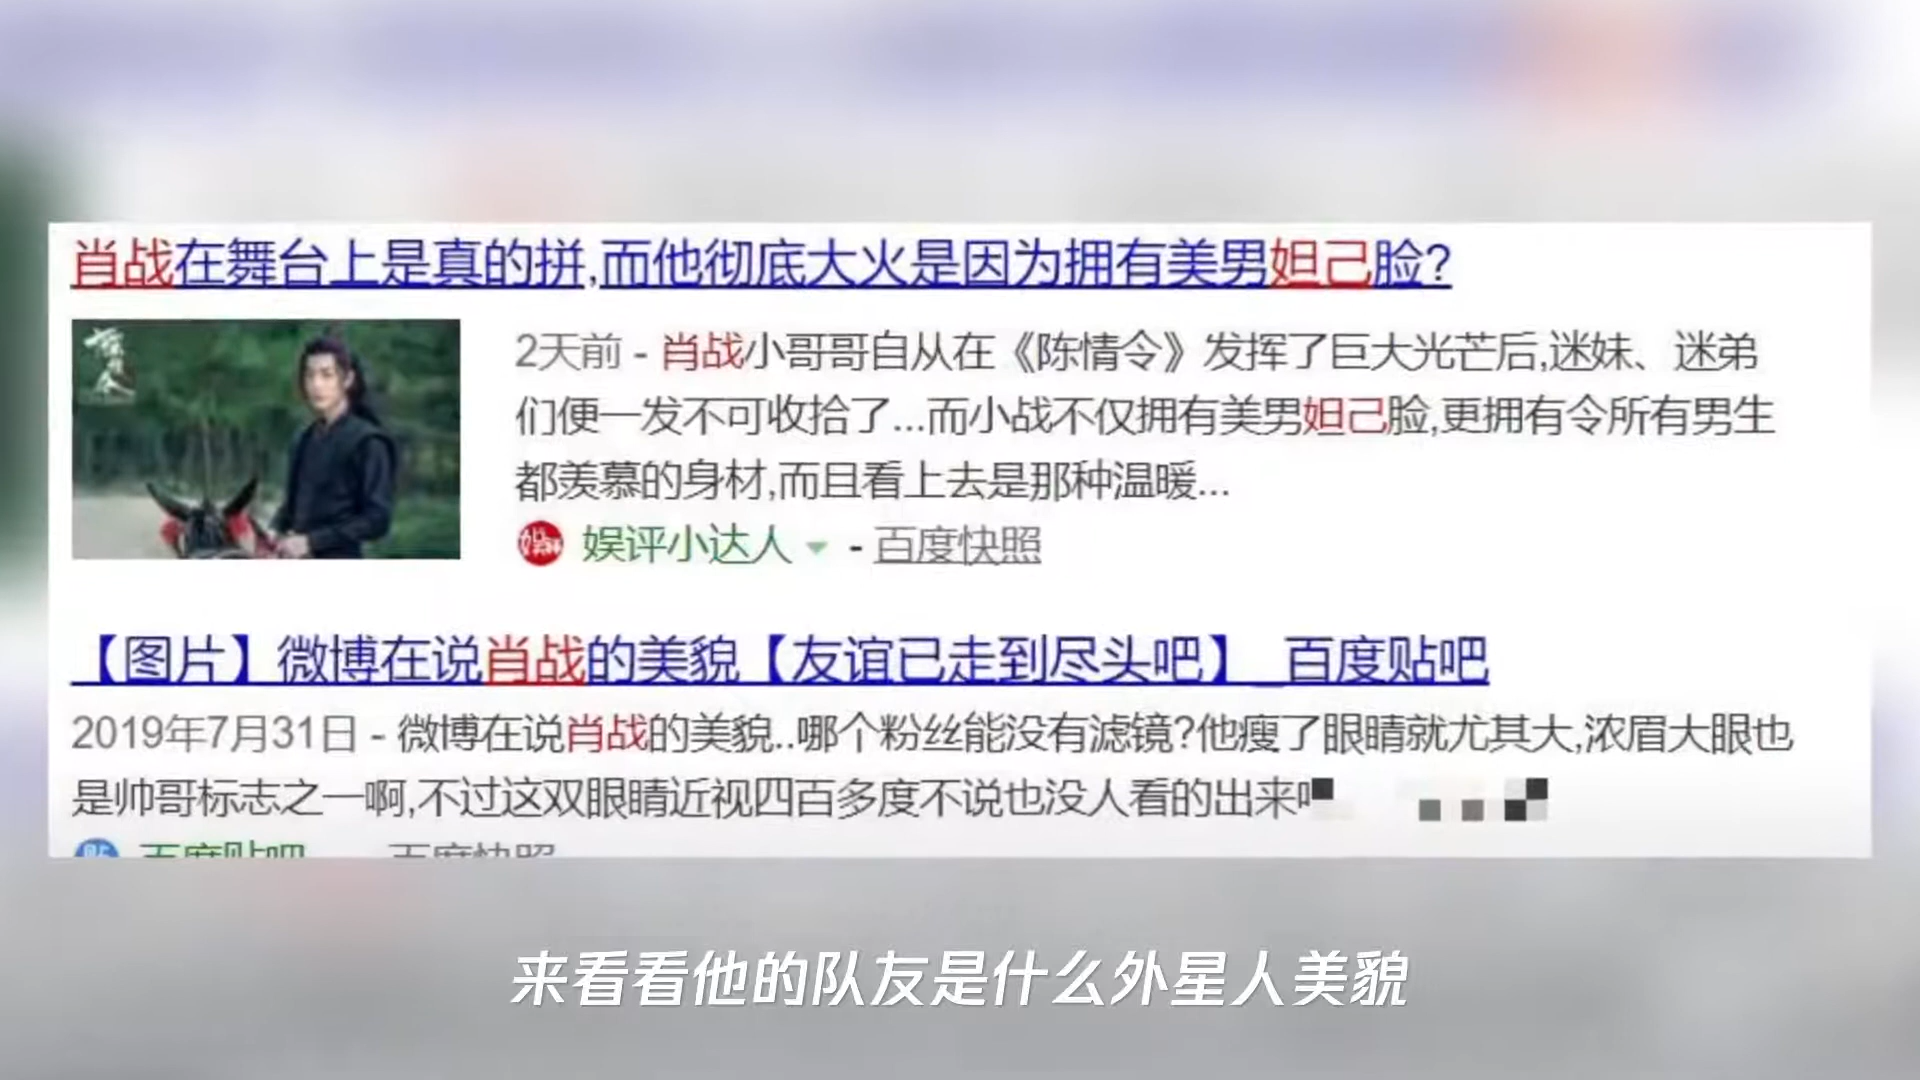 肖战在舞台上是真的拼,而他彻底大火是因为拥有美男妲己脸?
陈情令
2天前 - 肖战小哥哥自从在《陈情令》发挥了巨大光芒后,迷妹、迷弟
们便一发不可收拾了...而小战不仅拥有美男妲己脸,更拥有令所有男生
都羡慕的身材,而且看上去是那种温暖...
娱评小达人 - 百度快照
【图片】微博在说肖战的美貌【友谊已走到尽头吧】_百度贴吧
2019年7月31日 - 微博在说肖战的美貌..哪个粉丝能没有滤镜?他瘦了眼睛就尤其大,浓眉大眼也
是帅哥标志之一啊,不过这双眼睛近视四百多度不说也没人看的出来
百度贴吧 - 百度快照
来看看他的队友是什么外星人美貌